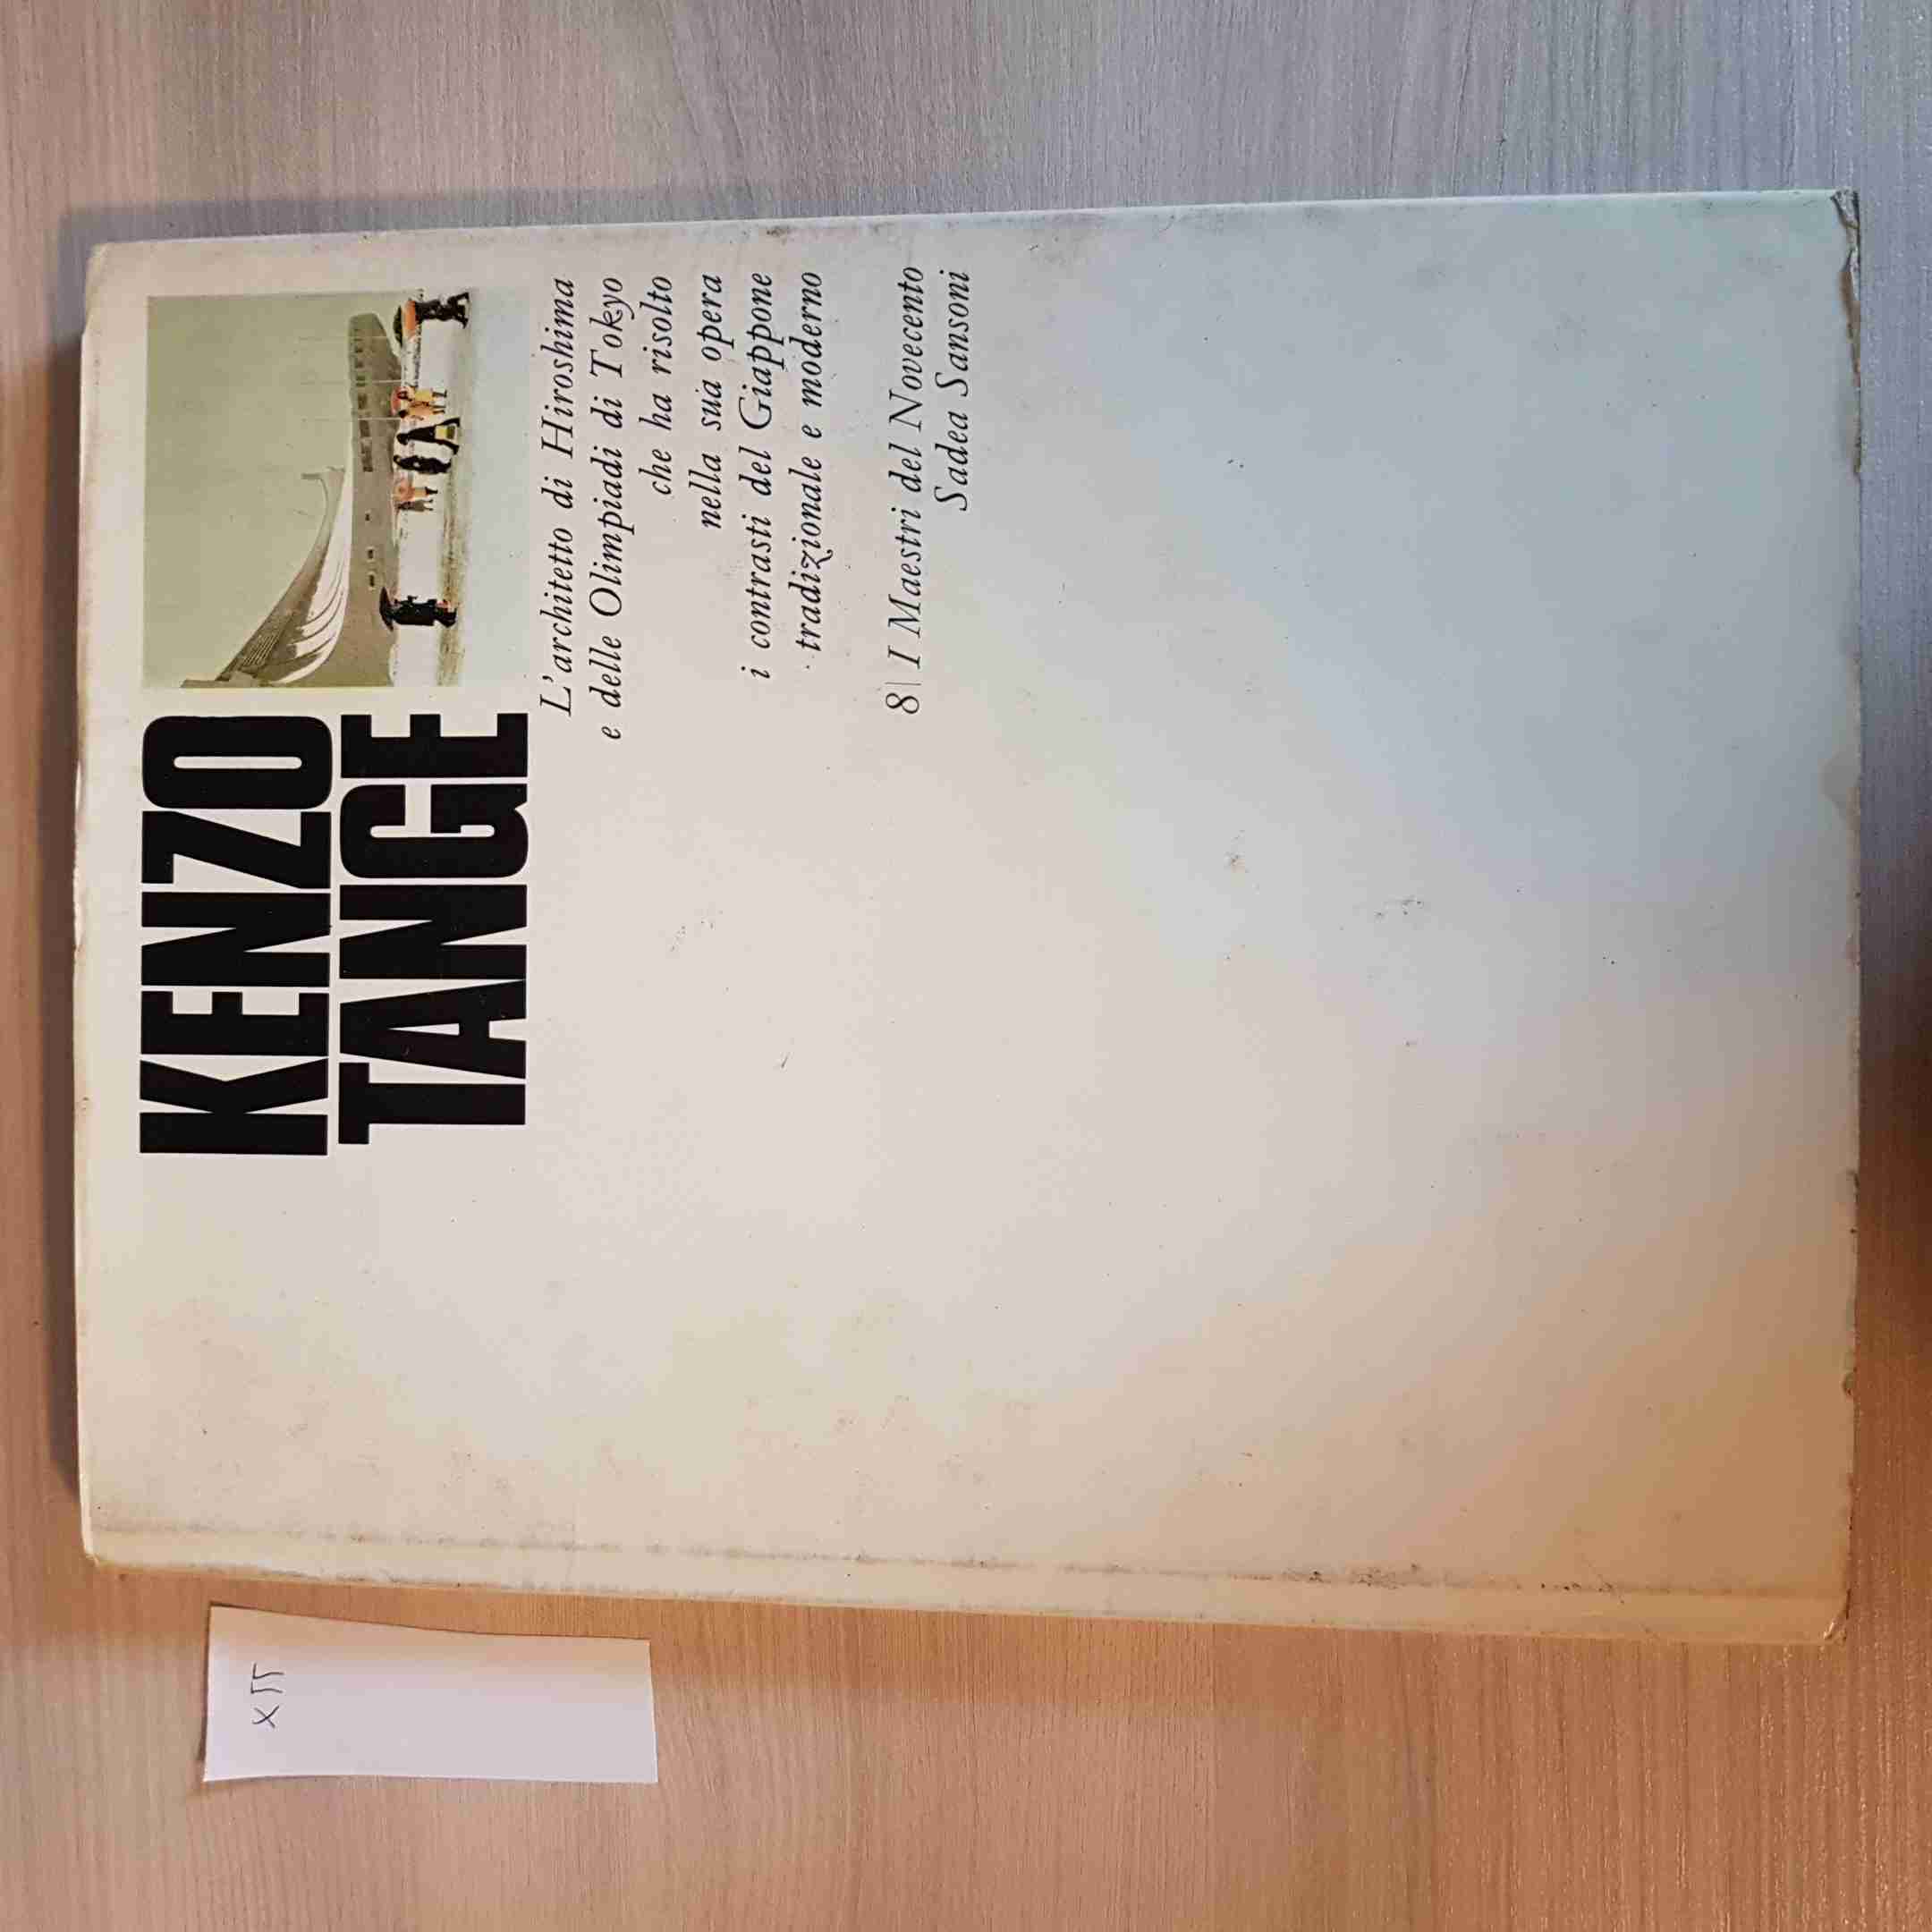 KENZO
TANGE
L'architetto di Hiroshima
e delle Olimpiadi di Tokyo
che ha risolto
nella sua opera
i contrasti del Giappone
tradizionale e moderno
8| I Maestri del Novecento
Sadea Sansoni